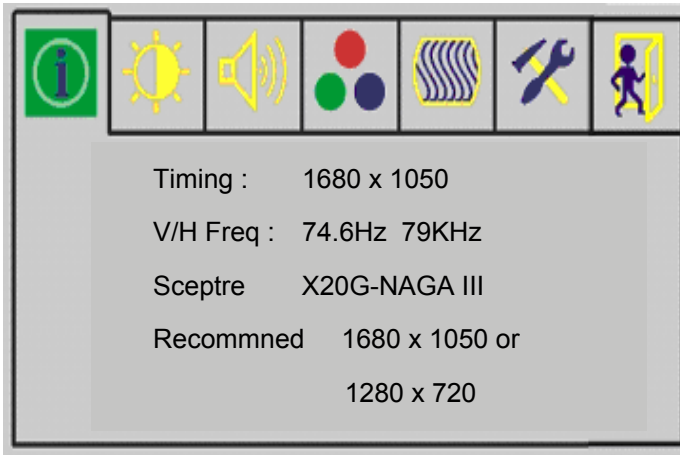 Timing : 1680 x 1050
V/H Freq : 74.6Hz 79KHz
Sceptre X20G-NAGA III
Recommned 1680 x 1050 or
1280 x 720